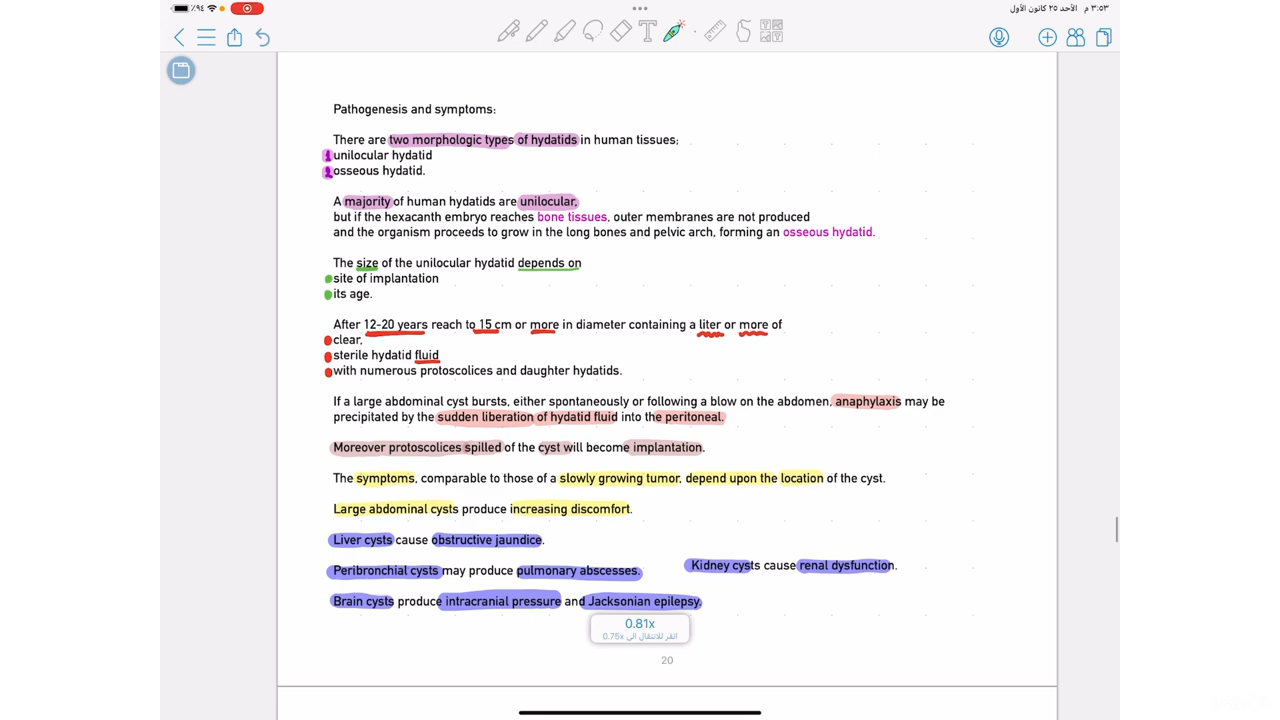 ٩٤٪
٣:٥٣ م الأحد ٢٥ كانون الأول
Pathogenesis and symptoms:
There are two morphologic types of hydatids in human tissues;
1 unilocular hydatid
2 osseous hydatid.
A majority of human hydatids are unilocular,
but if the hexacanth embryo reaches bone tissues, outer membranes are not produced
and the organism proceeds to grow in the long bones and pelvic arch, forming an osseous hydatid.
The size of the unilocular hydatid depends on
site of implantation
its age.
After 12-20 years reach to 15 cm or more in diameter containing a liter or more of
clear,
sterile hydatid fluid
with numerous protoscolices and daughter hydatids.
If a large abdominal cyst bursts, either spontaneously or following a blow on the abdomen, anaphylaxis may be
precipitated by the sudden liberation of hydatid fluid into the peritoneal.
Moreover protoscolices spilled of the cyst will become implantation.
The symptoms, comparable to those of a slowly growing tumor, depend upon the location of the cyst.
Large abdominal cysts produce increasing discomfort.
Liver cysts cause obstructive jaundice.
Peribronchial cysts may produce pulmonary abscesses.
Kidney cysts cause renal dysfunction.
Brain cysts produce intracranial pressure and Jacksonian epilepsy.
0.81x
انقر للانتقال الى 0.75x
20